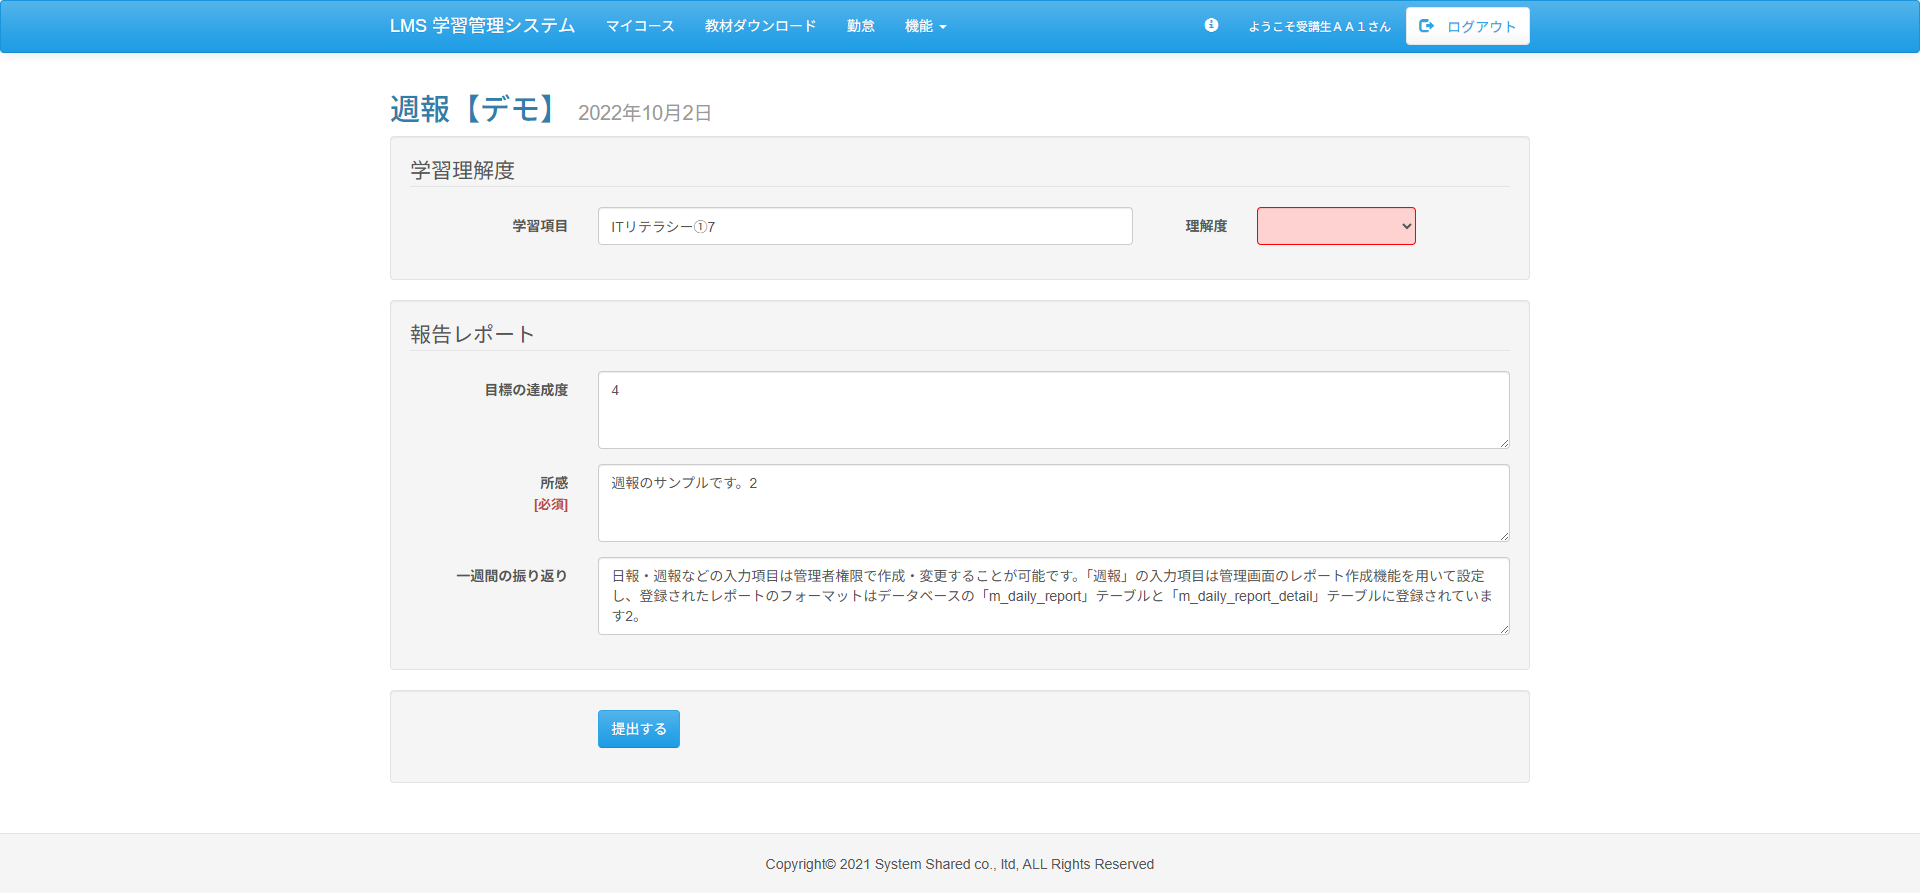 LMS 学習管理システム マイコース 教材ダウンロード 勤怠 機能 ようこそ受講生ＡＡ１さん ログアウト
週報【デモ】 2022年10月2日
学習理解度
学習項目 ITリテラシー①7 理解度
報告レポート
目標の達成度 4
所感 週報のサンプルです。2
[必須]
一週間の振り返り 日報・週報などの入力項目は管理者権限で作成・変更することが可能です。「週報」の入力項目は管理画面のレポート作成機能を用いて設定
し、登録されたレポートのフォーマットはデータベースの「m_daily_report」テーブルと「m_daily_report_detail」テーブルに登録されていま
す2。
提出する
Copyright© 2021 System Shared co., ltd, ALL Rights Reserved